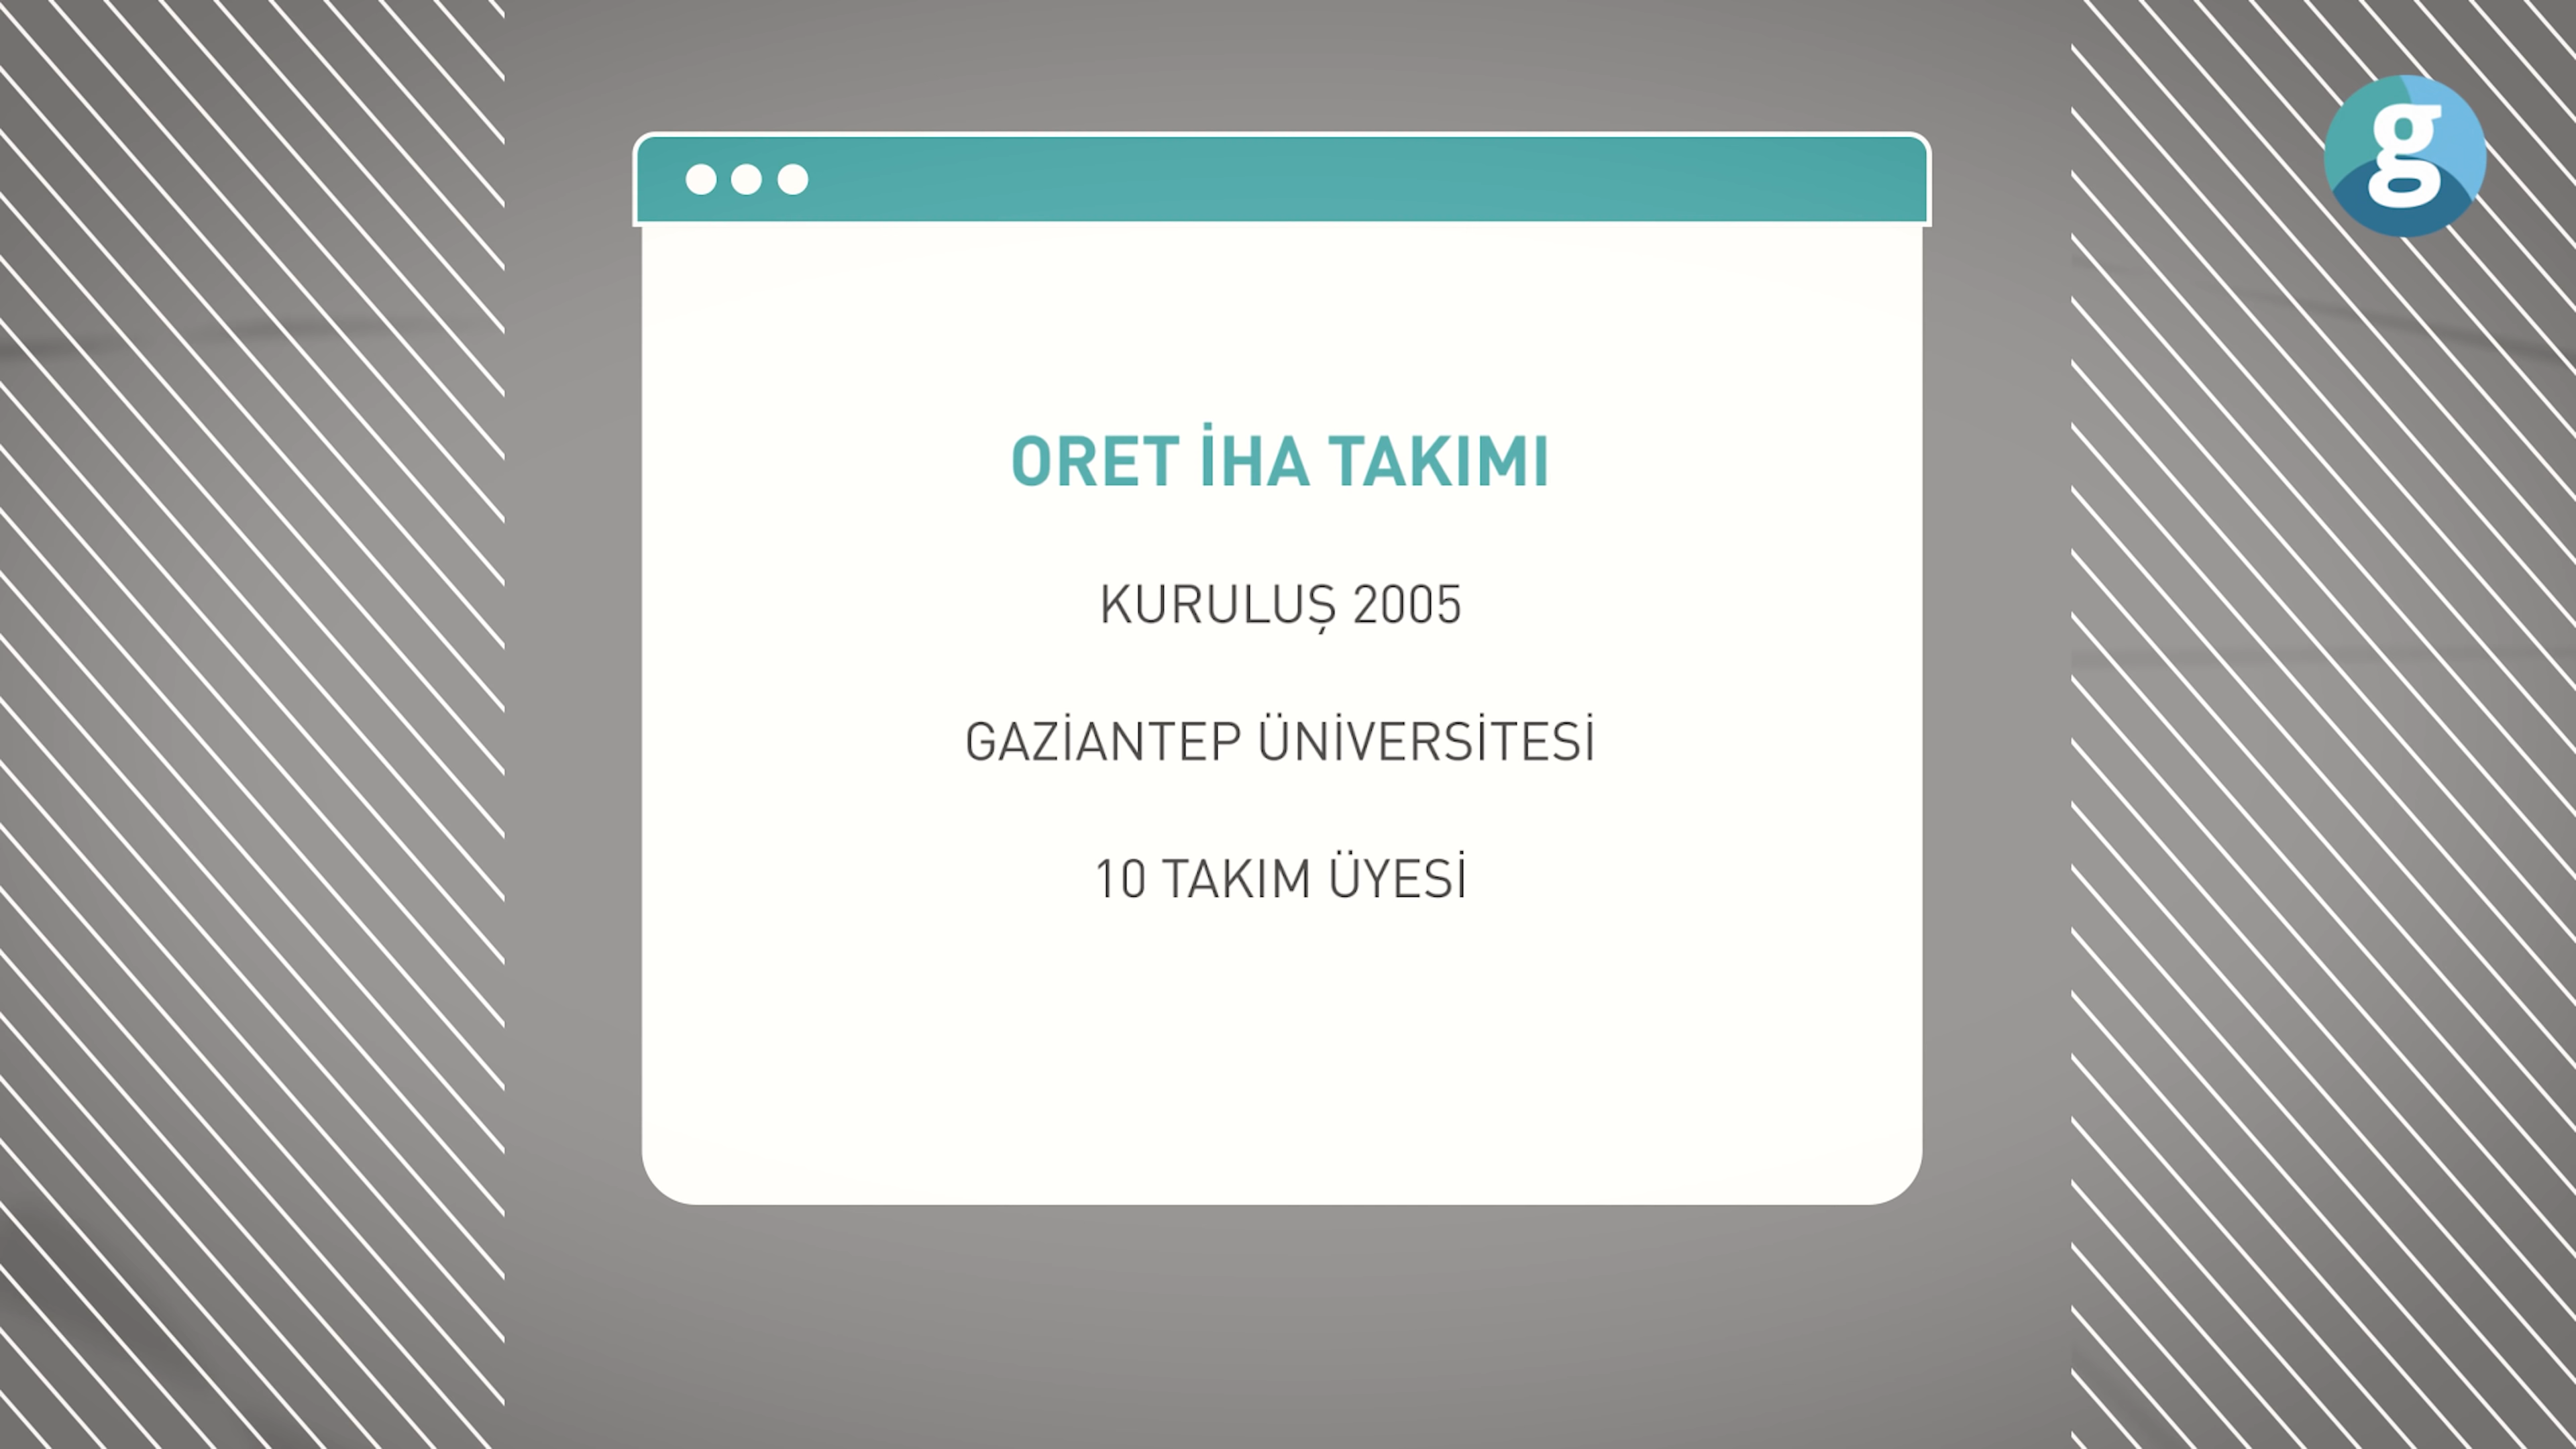 g
ORET İHA TAKIMI
KURULUŞ 2005
GAZİANTEP ÜNİVERSİTESİ
10 TAKIM ÜYESİ